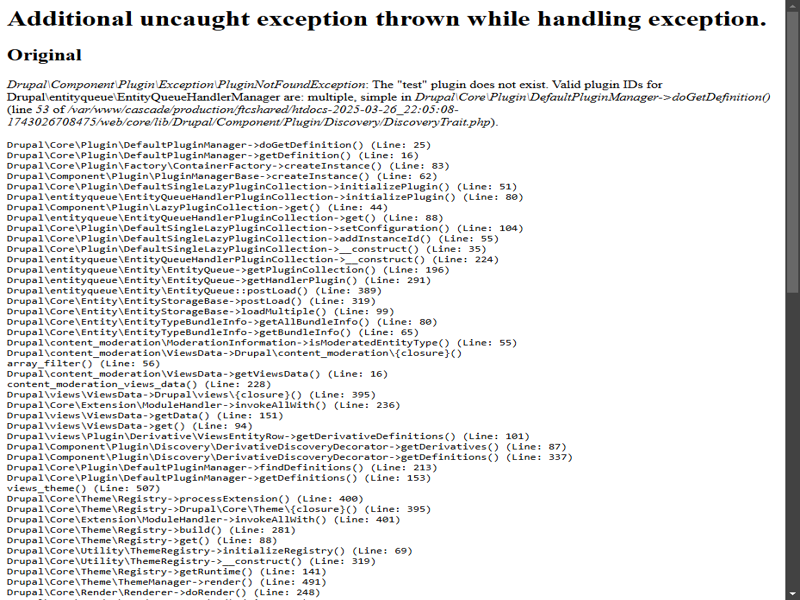 Additional uncaught exception thrown while handling exception.
Original
Drupal\Component\Plugin\Exception\PluginNotFoundException: The "test" plugin does not exist. Valid plugin IDs for
Drupal\entityqueue\EntityQueueHandlerManager are: multiple, simple in Drupal\Core\Plugin\DefaultPluginManager->doGetDefinition()
(line 53 of /var/www/cascade/production/ftcshared/htdocs-2025-03-26_22:05:08-
1743026708475/web/core/lib/Drupal/Component/Plugin/Discovery/DiscoveryTrait.php).
Drupal\Core\Plugin\DefaultPluginManager->doGetDefinition() (Line: 25)
Drupal\Core\Plugin\DefaultPluginManager->getDefinition() (Line: 16)
Drupal\Core\Plugin\Factory\ContainerFactory->createInstance() (Line: 83)
Drupal\Component\Plugin\PluginManagerBase->createInstance() (Line: 62)
Drupal\Core\Plugin\DefaultSingleLazyPluginCollection->initializePlugin() (Line: 51)
Drupal\entityqueue\EntityQueueHandlerPluginCollection->initializePlugin() (Line: 80)
Drupal\Component\Plugin\LazyPluginCollection->get() (Line: 44)
Drupal\entityqueue\EntityQueueHandlerPluginCollection->get() (Line: 88)
Drupal\Core\Plugin\DefaultSingleLazyPluginCollection->setConfiguration() (Line: 104)
Drupal\Core\Plugin\DefaultSingleLazyPluginCollection->addInstanceId() (Line: 55)
Drupal\Core\Plugin\DefaultSingleLazyPluginCollection->__construct() (Line: 35)
Drupal\entityqueue\EntityQueueHandlerPluginCollection->__construct() (Line: 224)
Drupal\entityqueue\Entity\EntityQueue->getPluginCollection() (Line: 196)
Drupal\entityqueue\Entity\EntityQueue->getHandlerPlugin() (Line: 291)
Drupal\entityqueue\Entity\EntityQueue::postLoad() (Line: 389)
Drupal\Core\Entity\EntityStorageBase->postLoad() (Line: 319)
Drupal\Core\Entity\EntityStorageBase->loadMultiple() (Line: 99)
Drupal\Core\Entity\EntityTypeBundleInfo->getAllBundleInfo() (Line: 80)
Drupal\Core\Entity\EntityTypeBundleInfo->getBundleInfo() (Line: 65)
Drupal\content_moderation\ModerationInformation->isModeratedEntityType() (Line: 55)
Drupal\content_moderation\ViewsData->Drupal\content_moderation\{closure}()
array_filter() (Line: 56)
Drupal\content_moderation\ViewsData->getViewsData() (Line: 16)
content_moderation_views_data() (Line: 228)
Drupal\views\ViewsData->Drupal\views\{closure}() (Line: 395)
Drupal\Core\Extension\ModuleHandler->invokeAllWith() (Line: 236)
Drupal\views\ViewsData->getData() (Line: 151)
Drupal\views\ViewsData->get() (Line: 94)
Drupal\views\Plugin\Derivative\ViewsEntityRow->getDerivativeDefinitions() (Line: 101)
Drupal\Component\Plugin\Discovery\DerivativeDiscoveryDecorator->getDerivatives() (Line: 87)
Drupal\Component\Plugin\Discovery\DerivativeDiscoveryDecorator->getDefinitions() (Line: 337)
Drupal\Core\Plugin\DefaultPluginManager->findDefinitions() (Line: 213)
Drupal\Core\Plugin\DefaultPluginManager->getDefinitions() (Line: 153)
views_theme() (Line: 507)
Drupal\Core\Theme\Registry->processExtension() (Line: 400)
Drupal\Core\Theme\Registry->Drupal\Core\Theme\{closure}() (Line: 395)
Drupal\Core\Extension\ModuleHandler->invokeAllWith() (Line: 401)
Drupal\Core\Theme\Registry->build() (Line: 281)
Drupal\Core\Theme\Registry->get() (Line: 88)
Drupal\Core\Utility\ThemeRegistry->initializeRegistry() (Line: 69)
Drupal\Core\Utility\ThemeRegistry->__construct() (Line: 319)
Drupal\Core\Theme\Registry->getRuntime() (Line: 141)
Drupal\Core\Theme\ThemeManager->render() (Line: 491)
Drupal\Core\Render\Renderer->doRender() (Line: 248)